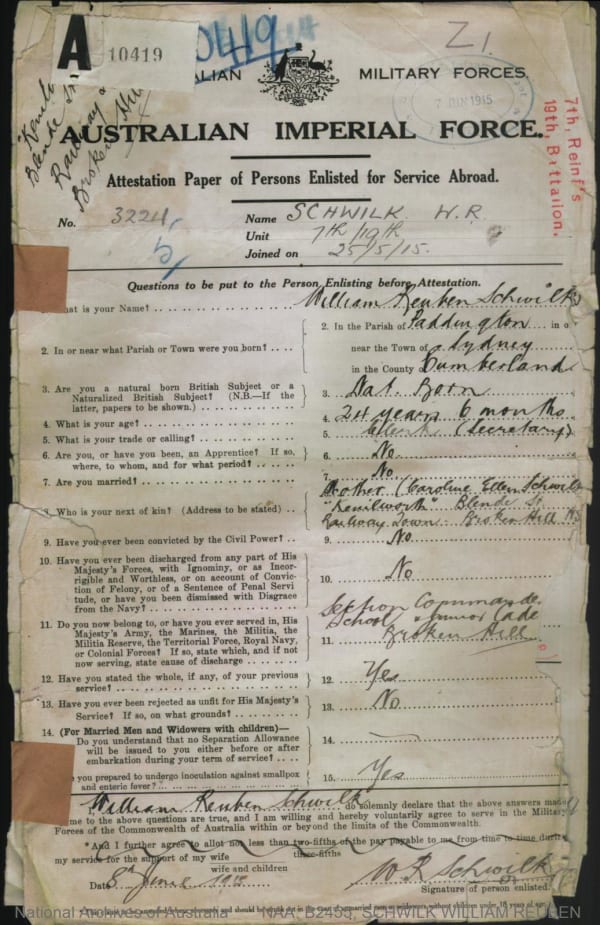 A 10419
10419
Z1.
AUSTRALIAN MILITARY FORCES.
7 JUN 1915
7th, Reinf's
19th, Battalion.
Kenilworth
Blende St
Railway
Broken Hill
AUSTRALIAN IMPERIAL FORCE.
Attestation Paper of Persons Enlisted for Service Abroad.
No. 3224 Name SCHWILK W.R.
Unit 7th/19th
Joined on 25/5/15.
Questions to be put to the Person Enlisting before Attestation.
hat is your Name? William Reuben Schwilk
2. In or near what Parish or Town were you born? 2. In the Parish of Paddington in o
near the Town of Sydney
in the County Cumberland
3. Are you a natural born British Subject or a
Naturalized British Subject? (N.B.—If the
latter, papers to be shown.) 3. Nat. Born
4. What is your age? 4. 24 years 6 months
5. What is your trade or calling? 5. Clerk (Secretary)
6. Are you, or have you been, an Apprentice? If so,
where, to whom, and for what period? 6. No
7. Are you married? 7. No
8. Who is your next of kin? (Address to be stated) Mother (Caroline Ellen Schwilk
"Kenilworth Blende St
Railway Town Broken Hill
9. Have you ever been convicted by the Civil Power? 9. No
10. Have you ever been discharged from any part of His
Majesty's Forces, with Ignominy, or as Incor-
rigible and Worthless, or on account of Convic-
tion of Felony, or of a Sentence of Penal Servi
tude, or have you been dismissed with Disgrace
from the Navy? 10. No
11. Do you now belong to, or have you ever served in, His
Majesty's Army, the Marines, the Militia, the
Militia Reserve, the Territorial Force, Royal Navy,
or Colonial Forces? If so, state which, and if not
now serving, state cause of discharge 11. Section Commander
School Junior Cade
Broken Hill
12. Have you stated the whole, if any, of your previous
service? 12. Yes
13. Have you ever been rejected as unfit for His Majesty's
Service? If so, on what grounds? 13. No
14. (For Married Men and Widowers with children)—
Do you understand that no Separation Allowance
will be issued to you either before or after
embarkation during your term of service? 14.
e you prepared to undergo inoculation against smallpox
and enteric fever? 15. Yes
I, William Reuben Schwilk do solemnly declare that the above answers made
me to the above questions are true, and I am willing and hereby voluntarily agree to serve in the Military
Forces of the Commonwealth of Australia within or beyond the limits of the Commonwealth.
*And I further agree to allot not less than two-fifths of the pay payable to me from time to time during
three-fifths
my service for the support of my wife
wife and children
Date 8th June 1915 W R Schwilk
Signature of person enlisted.
National Archives of Australia NAA: B2455, SCHWILK WILLIAM REUBEN